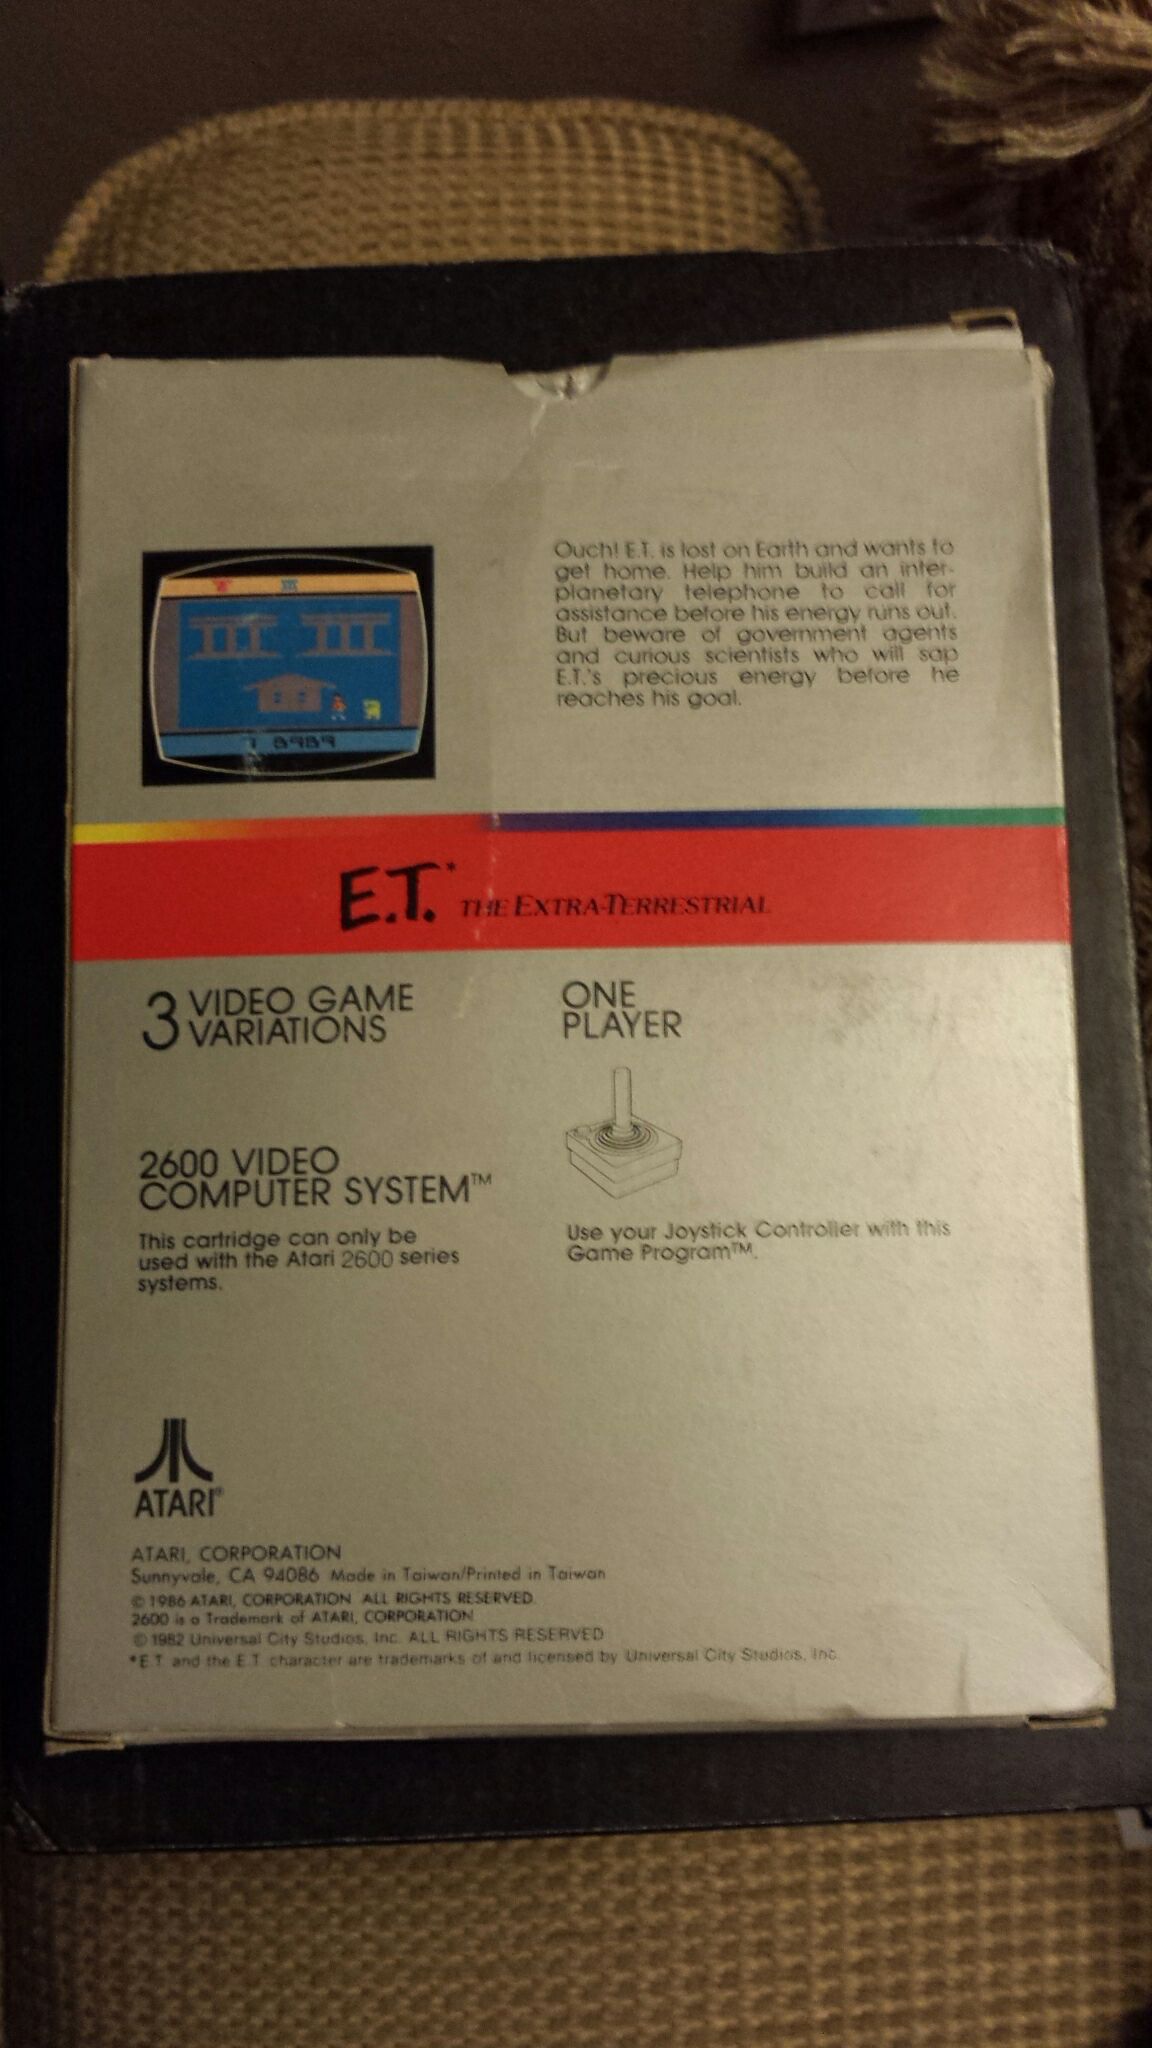 Ouch! E.T. is lost on Earth and wants to
get home. Help him build an inter-
planetary telephone to call for
assistance before his energy runs out.
But beware of government agents
and curious scientists who will sap
E.T.'s precious energy before he
reaches his goal.
8989
E.T.* THE EXTRA-TERRESTRIAL
3 VIDEO GAME
VARIATIONS
ONE
PLAYER
2600 VIDEO
COMPUTER SYSTEM™
This cartridge can only be
used with the Atari 2600 series
systems.
Use your Joystick Controller with this
Game Program™.
ATARI®
ATARI, CORPORATION
Sunnyvale, CA 94086 Made in Taiwan/Printed in Taiwan
© 1986 ATARI, CORPORATION ALL RIGHTS RESERVED.
2600 is a Trademark of ATARI, CORPORATION
© 1982 Universal City Studios, Inc. ALL RIGHTS RESERVED
*E.T. and the E.T. character are trademarks of and licensed by Universal City Studios, Inc.